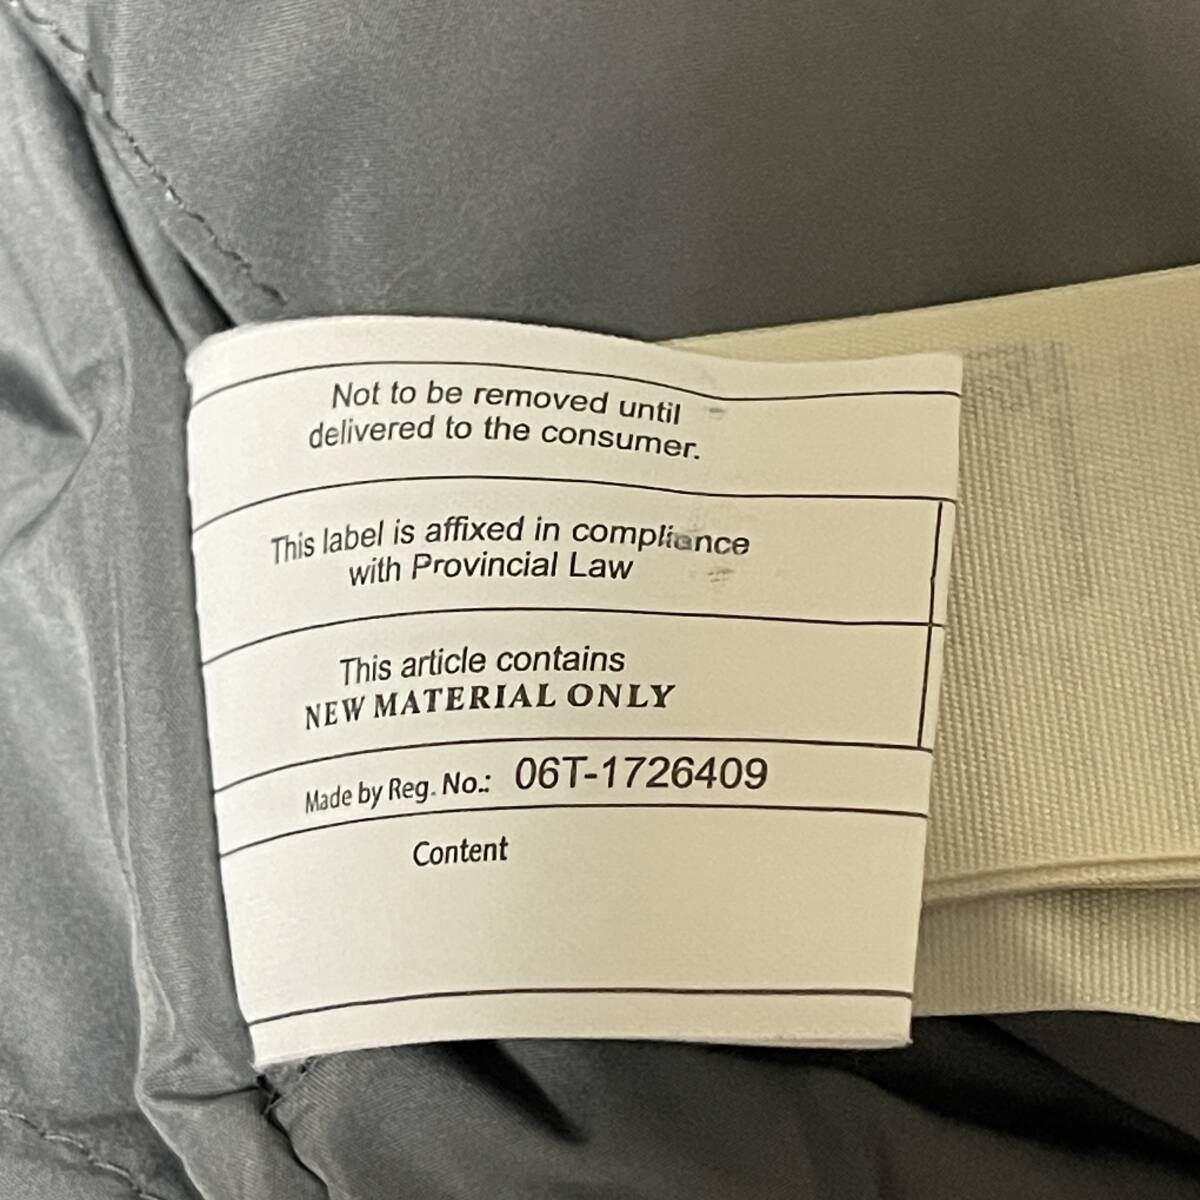 Not to be removed until
delivered to the consumer.
This label is affixed in compliance
with Provincial Law
This article contains
NEW MATERIAL ONLY
Made by Reg. No.: 06T-1726409
Content